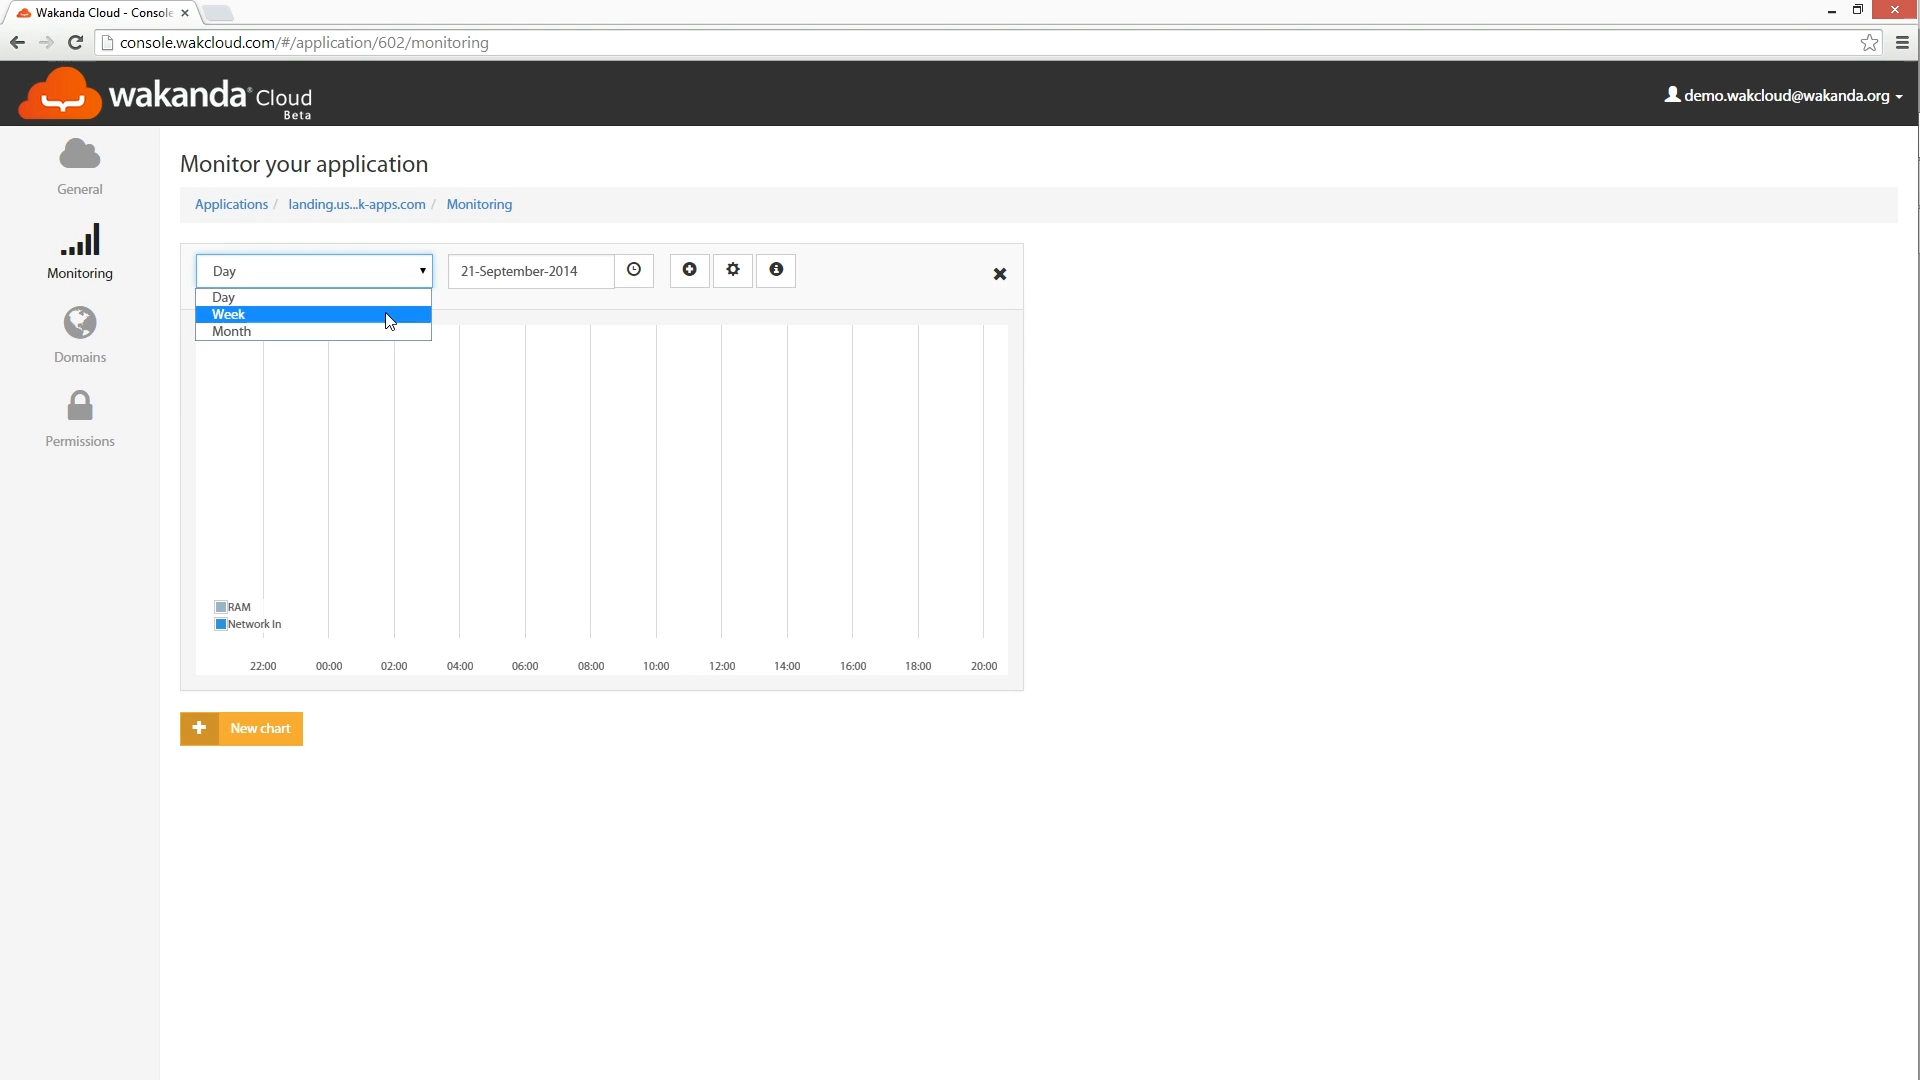 Wakanda Cloud - Console
console.wakcloud.com/#/application/602/monitoring
wakanda® Cloud
Beta
demo.wakcloud@wakanda.org
General
Monitoring
Domains
Permissions
Monitor your application
Applications / landing.us...k-apps.com / Monitoring
Day
21-September-2014
Day
Week
Month
RAM
Network In
22:00 00:00 02:00 04:00 06:00 08:00 10:00 12:00 14:00 16:00 18:00 20:00
New chart